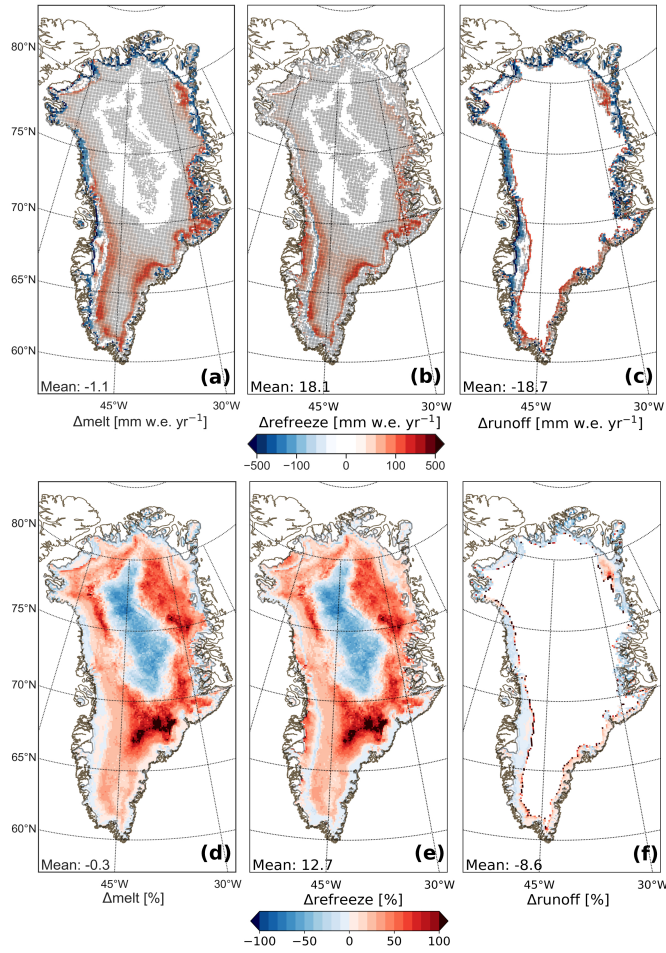 80°N
75°N
70°N
65°N
60°N
Mean: -1.1
(a)
Mean: 18.1
(b)
Mean: -18.7
(c)
45°W
30°W
45°W
30°W
45°W
30°W
Δmelt [mm w.e. yr⁻¹]
Δrefreeze [mm w.e. yr⁻¹]
Δrunoff [mm w.e. yr⁻¹]
−500
−100
0
100
500
80°N
75°N
70°N
65°N
60°N
Mean: -0.3
(d)
Mean: 12.7
(e)
Mean: -8.6
(f)
45°W
30°W
45°W
30°W
45°W
30°W
Δmelt [%]
Δrefreeze [%]
Δrunoff [%]
−100
−50
0
50
100